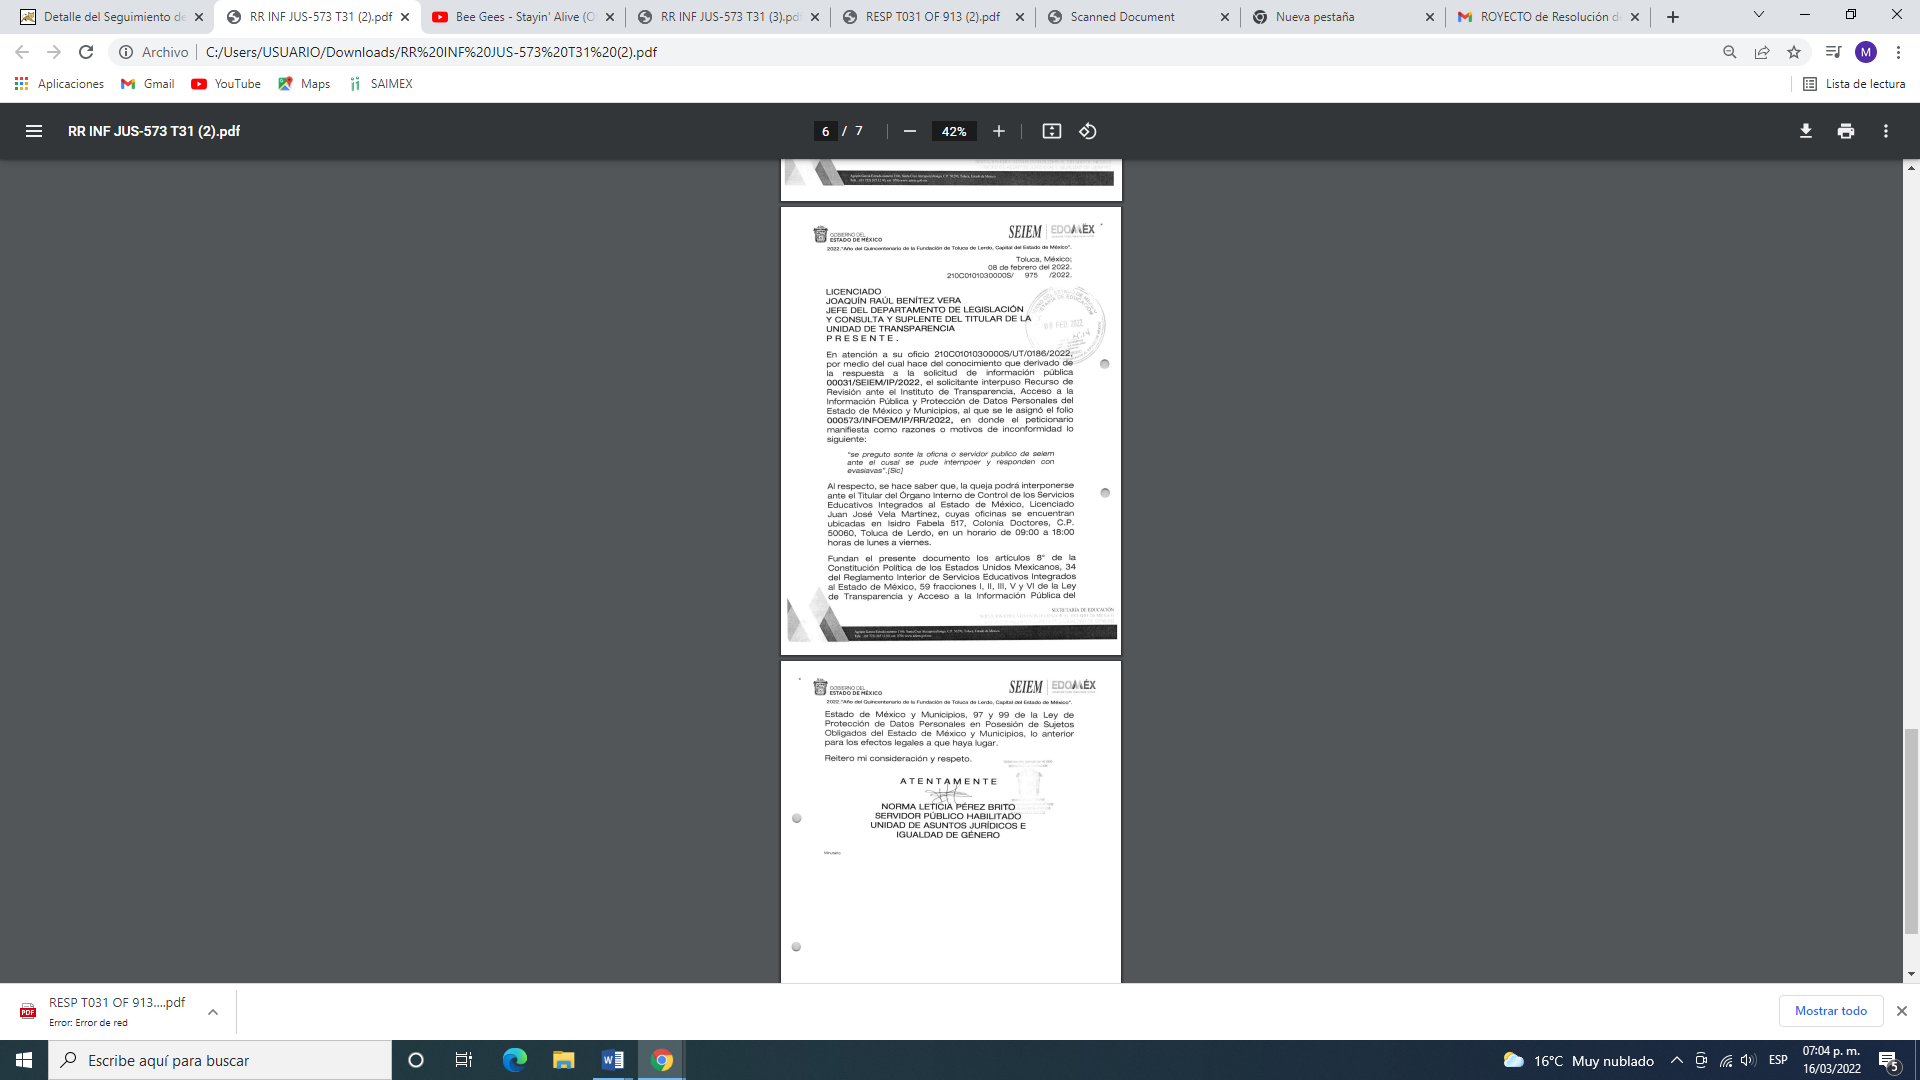 Detalle del Seguimiento de
RR INF JUS-573 T31 (2).pdf
Bee Gees - Stayin' Alive (O
RR INF JUS-573 T31 (3).pdf
RESP T031 OF 913 (2).pdf
Scanned Document
Nueva pestaña
ROYECTO de Resolución d
Archivo
C:/Users/USUARIO/Downloads/RR%20INF%20JUS-573%20T31%20(2).pdf
M
Aplicaciones
Gmail
YouTube
Maps
SAIMEX
Lista de lectura
RR INF JUS-573 T31 (2).pdf
6 / 7
42%
GOBIERNO DEL
ESTADO DE MÉXICO
SEIEM EDOMÉX
2022."Año del Quincentenario de la Fundación de Toluca de Lerdo, Capital del Estado de México".
Toluca, México;
08 de febrero del 2022.
210C0101030000S/ 975 /2022.
LICENCIADO
JOAQUÍN RAÚL BENÍTEZ VERA
JEFE DEL DEPARTAMENTO DE LEGISLACIÓN
Y CONSULTA Y SUPLENTE DEL TITULAR DE LA
UNIDAD DE TRANSPARENCIA
P R E S E N T E .
En atención a su oficio 210C0101030000S/UT/0186/2022,
por medio del cual hace del conocimiento que derivado de
la respuesta a la solicitud de información pública
00031/SEIEM/IP/2022, el solicitante interpuso Recurso de
Revisión ante el Instituto de Transparencia, Acceso a la
Información Pública y Protección de Datos Personales del
Estado de México y Municipios, al que se le asignó el folio
000573/INFOEM/IP/RR/2022, en donde el peticionario
manifiesta como razones o motivos de inconformidad lo
siguiente:
"se preguto sonte la oficna o servidor publico de seiem
ante el cusal se pude intempoer y responden con
evasiavas".[Sic]
Al respecto, se hace saber que, la queja podrá interponerse
ante el Titular del Órgano Interno de Control de los Servicios
Educativos Integrados al Estado de México, Licenciado
Juan José Vela Martínez, cuyas oficinas se encuentran
ubicadas en Isidro Fabela 517, Colonia Doctores, C.P.
50060, Toluca de Lerdo, en un horario de 09:00 a 18:00
horas de lunes a viernes.
Fundan el presente documento los artículos 8° de la
Constitución Política de los Estados Unidos Mexicanos, 34
del Reglamento Interior de Servicios Educativos Integrados
al Estado de México, 59 fracciones I, II, III, V y VI de la Ley
de Transparencia y Acceso a la Información Pública del
SECRETARÍA DE EDUCACIÓN
GOBIERNO DEL
ESTADO DE MÉXICO
SEIEM EDOMÉX
2022."Año del Quincentenario de la Fundación de Toluca de Lerdo, Capital del Estado de México".
Estado de México y Municipios, 97 y 99 de la Ley de
Protección de Datos Personales en Posesión de Sujetos
Obligados del Estado de México y Municipios, lo anterior
para los efectos legales a que haya lugar.
Reitero mi consideración y respeto.
A T E N T A M E N T E
NORMA LETICIA PÉREZ BRITO
SERVIDOR PÚBLICO HABILITADO
UNIDAD DE ASUNTOS JURÍDICOS E
IGUALDAD DE GÉNERO
RESP T031 OF 913....pdf
Error: Error de red
Mostrar todo
Escribe aquí para buscar
16°C Muy nublado
ESP
07:04 p. m.
16/03/2022
5